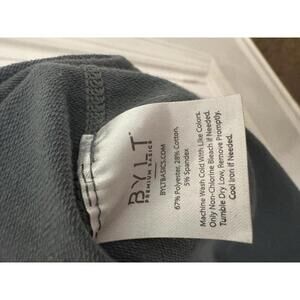 BYLT
PREMIUM BASICS
BYLTBASICS.COM
67% Polyester, 28% Cotton,
5% Spandex
Machine Wash Cold With Like Colors.
Only Non-Chlorine Bleach if Needed.
Tumble Dry Low, Remove Promptly.
Cool Iron if Needed.